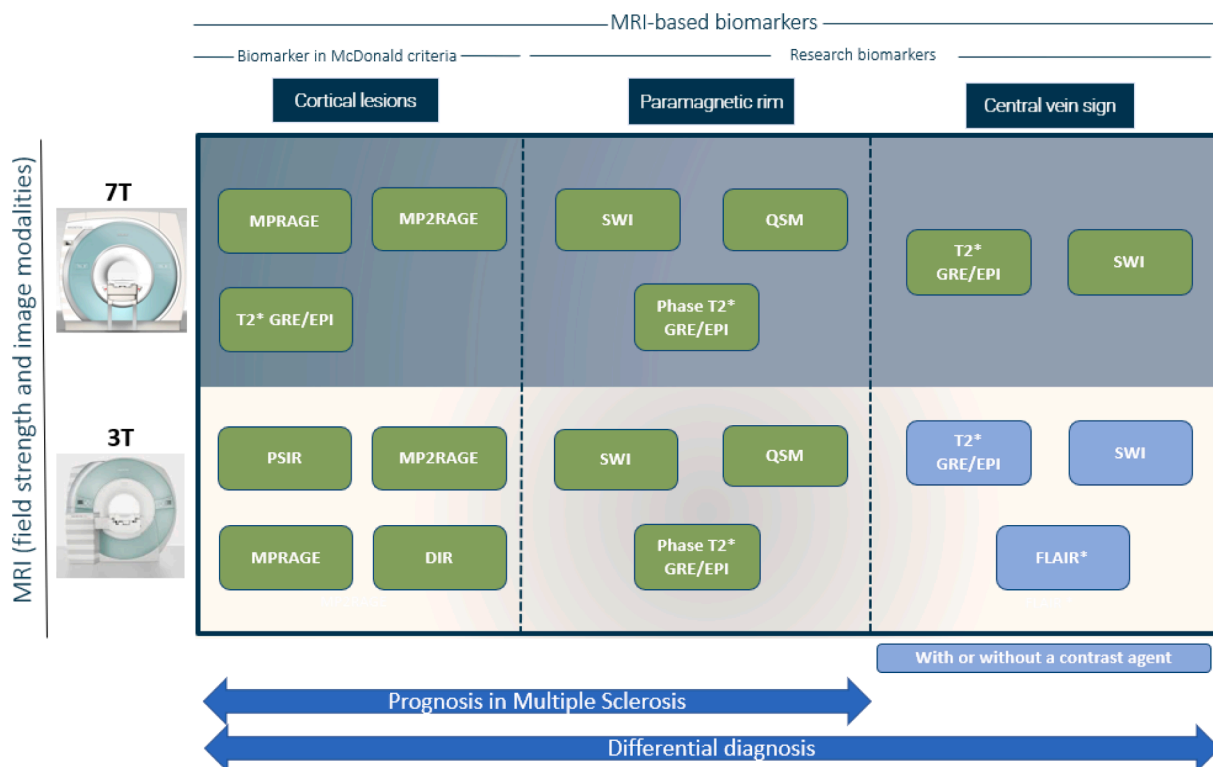 MRI-based biomarkers
Biomarker in McDonald criteria
Research biomarkers
Cortical lesions
Paramagnetic rim
Central vein sign
MRI (field strength and image modalities)
7T
MPRAGE
MP2RAGE
T2* GRE/EPI
SWI
QSM
Phase T2*
GRE/EPI
T2*
GRE/EPI
SWI
3T
PSIR
MP2RAGE
MPRAGE
DIR
SWI
QSM
Phase T2*
GRE/EPI
T2*
GRE/EPI
SWI
FLAIR*
With or without a contrast agent
Prognosis in Multiple Sclerosis
Differential diagnosis